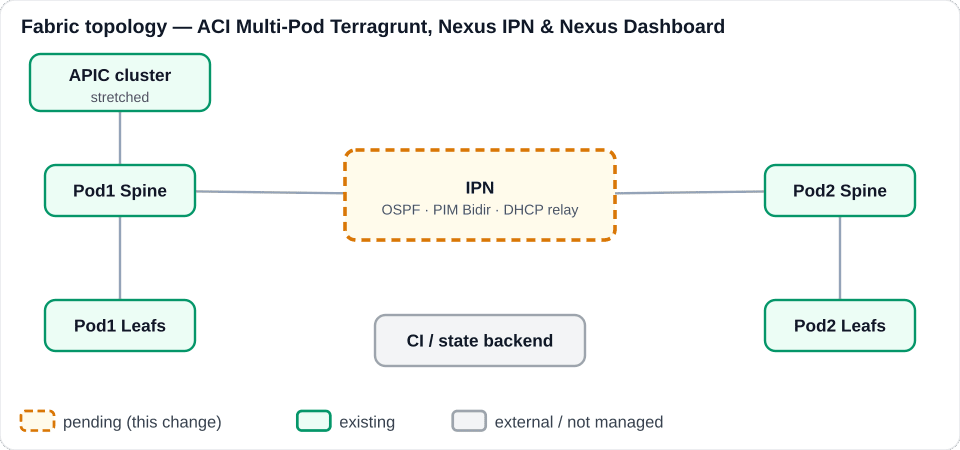 Fabric topology — ACI Multi-Pod Terragrunt, Nexus IPN & Nexus Dashboard
APIC cluster
stretched
Pod1 Spine
IPN
OSPF · PIM Bidir · DHCP relay
Pod2 Spine
Pod1 Leafs
CI / state backend
Pod2 Leafs
pending (this change)
existing
external / not managed